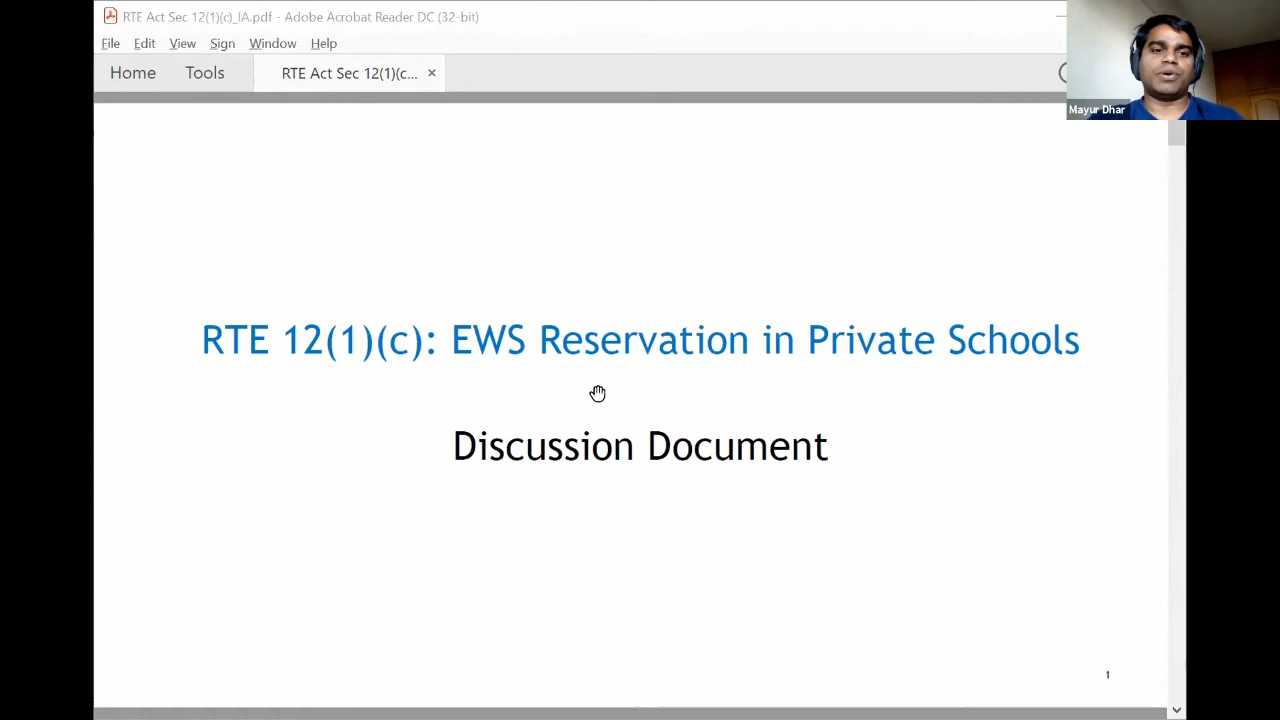 RTE Act Sec 12(1)(c)_IA.pdf - Adobe Acrobat Reader DC (32-bit)
File Edit View Sign Window Help
Home Tools RTE Act Sec 12(1)(c... ×
Mayur Dhar
RTE 12(1)(c): EWS Reservation in Private Schools
Discussion Document
1